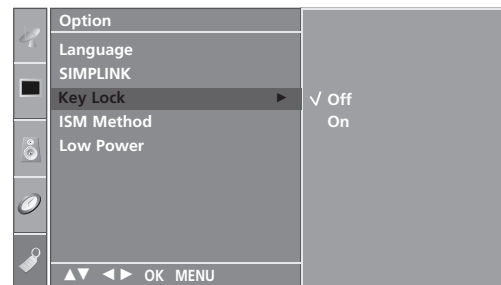 Option
Language
SIMPLINK
Key Lock ►
ISM Method
Low Power
√ Off
On
▲▼ ◄► OK MENU